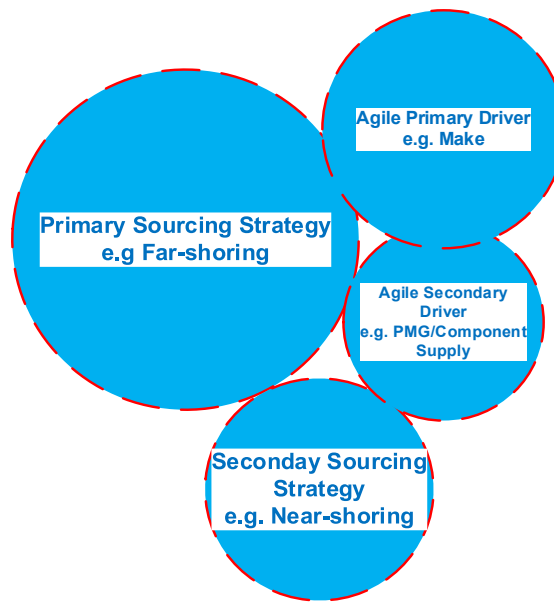 Agile Primary Driver
e.g. Make
Primary Sourcing Strategy
e.g Far-shoring
Agile Secondary
Driver
e.g. PMG/Component
Supply
Seconday Sourcing
Strategy
e.g. Near-shoring